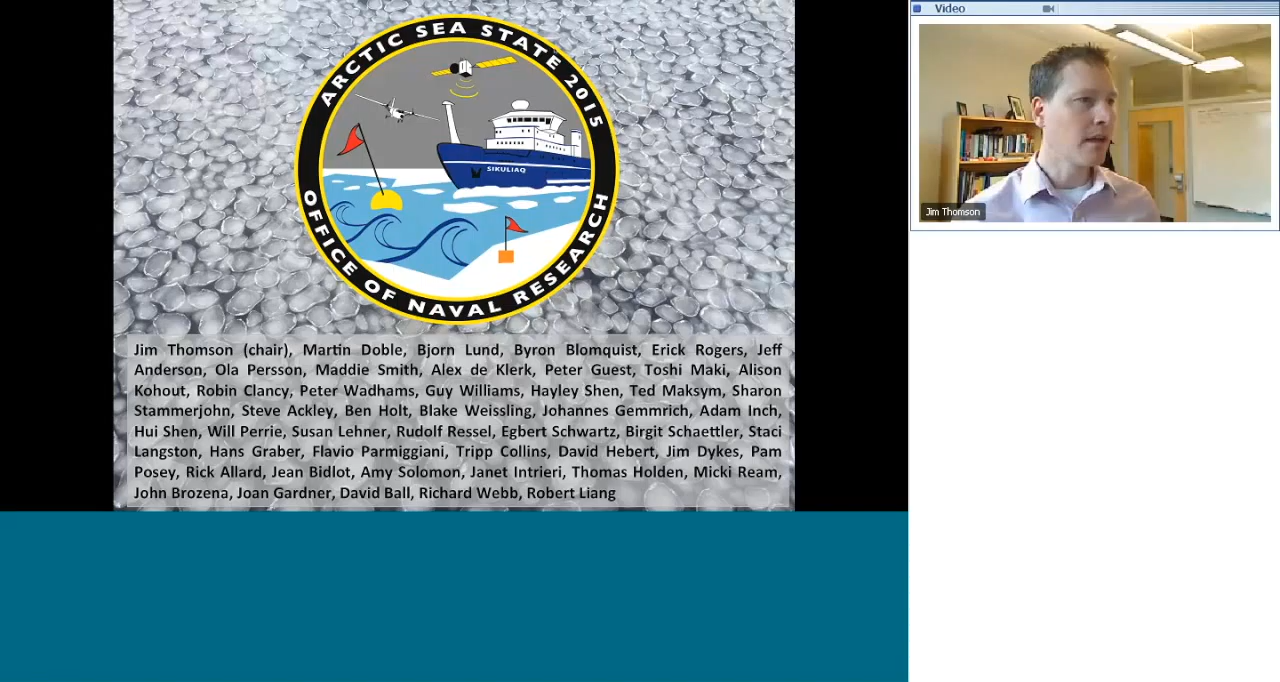 Video
ARCTIC SEA STATE 2015
SIKULIAQ
OFFICE OF NAVAL RESEARCH
Jim Thomson
Jim Thomson (chair), Martin Doble, Bjorn Lund, Byron Blomquist, Erick Rogers, Jeff
Anderson, Ola Persson, Maddie Smith, Alex de Klerk, Peter Guest, Toshi Maki, Alison
Kohout, Robin Clancy, Peter Wadhams, Guy Williams, Hayley Shen, Ted Maksym, Sharon
Stammerjohn, Steve Ackley, Ben Holt, Blake Weissling, Johannes Gemmrich, Adam Inch,
Hui Shen, Will Perrie, Susan Lehner, Rudolf Ressel, Egbert Schwartz, Birgit Schaettler, Staci
Langston, Hans Graber, Flavio Parmiggiani, Tripp Collins, David Hebert, Jim Dykes, Pam
Posey, Rick Allard, Jean Bidlot, Amy Solomon, Janet Intrieri, Thomas Holden, Micki Ream,
John Brozena, Joan Gardner, David Ball, Richard Webb, Robert Liang